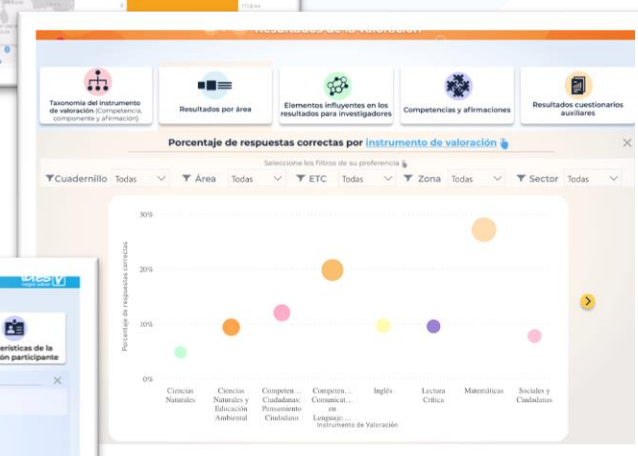 Resultados de la valoración
Taxonomía del instrumento
de valoración (Competencia,
componente y afirmación)
Resultados por área
Elementos influyentes en los
resultados para investigadores
Competencias y afirmaciones
Resultados cuestionarios
auxiliares
Porcentaje de respuestas correctas por instrumento de valoración
Seleccione los filtros de su preferencia
Cuadernillo Todas
Área Todas
ETC Todas
Zona Todas
Sector Todas
Porcentaje de respuestas correctas
30%
20%
10%
0%
Ciencias
Naturales
Ciencias
Naturales y
Educación
Ambiental
Competen...
Ciudadanas:
Pensamiento
Ciudadano
Competen...
Comunicat...
en
Lenguaje:...
Inglés
Lectura
Crítica
Matemáticas
Sociales y
Ciudadanas
Instrumento de Valoración
ón participante